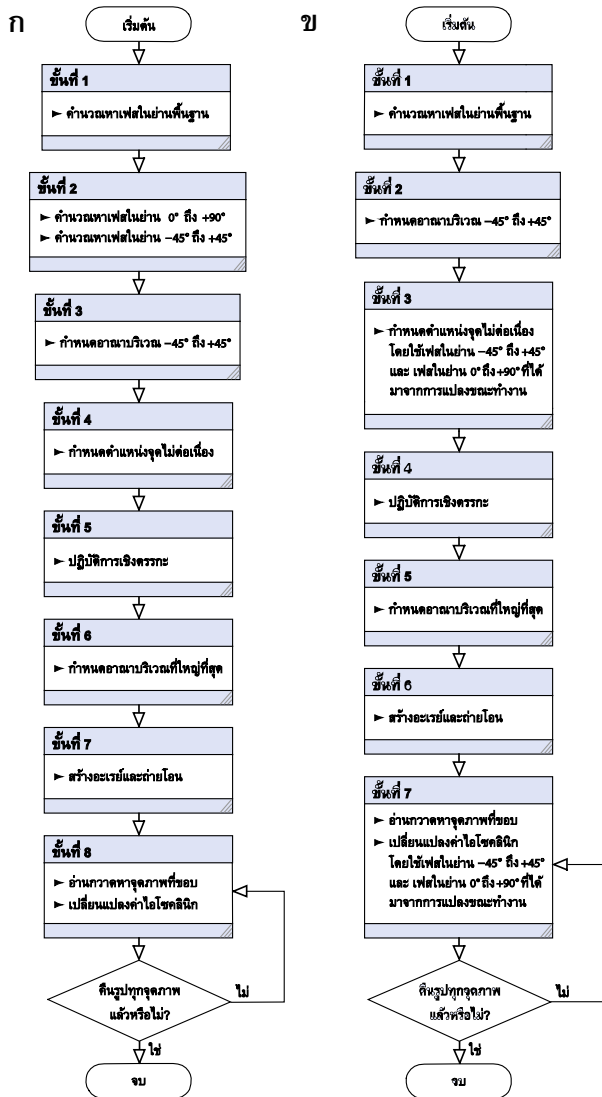 ก
เริ่มต้น
ขั้นที่ 1
► คำนวณหาเฟสในย่านพื้นฐาน
ขั้นที่ 2
► คำนวณหาเฟสในย่าน 0° ถึง +90°
► คำนวณหาเฟสในย่าน −45° ถึง +45°
ขั้นที่ 3
► กำหนดอาณาบริเวณ −45° ถึง +45°
ขั้นที่ 4
► กำหนดตำแหน่งจุดไม่ต่อเนื่อง
ขั้นที่ 5
► ปฏิบัติการเชิงตรรกะ
ขั้นที่ 6
► กำหนดอาณาบริเวณที่ใหญ่ที่สุด
ขั้นที่ 7
► สร้างอะเรย์และถ่ายโอน
ขั้นที่ 8
► อ่านกวาดหาจุดภาพที่ขอบ
► เปลี่ยนแปลงค่าไอโซคลินิก
คืนรูปทุกจุดภาพ
แล้วหรือไม่?
ไม่
ใช่
จบ
ข
เริ่มต้น
ขั้นที่ 1
► คำนวณหาเฟสในย่านพื้นฐาน
ขั้นที่ 2
► กำหนดอาณาบริเวณ −45° ถึง +45°
ขั้นที่ 3
► กำหนดตำแหน่งจุดไม่ต่อเนื่อง
โดยใช้เฟสในย่าน −45° ถึง +45°
และ เฟสในย่าน 0° ถึง +90° ที่ได้
มาจากการแปลงขณะทำงาน
ขั้นที่ 4
► ปฏิบัติการเชิงตรรกะ
ขั้นที่ 5
► กำหนดอาณาบริเวณที่ใหญ่ที่สุด
ขั้นที่ 6
► สร้างอะเรย์และถ่ายโอน
ขั้นที่ 7
► อ่านกวาดหาจุดภาพที่ขอบ
► เปลี่ยนแปลงค่าไอโซคลินิก
โดยใช้เฟสในย่าน −45° ถึง +45°
และ เฟสในย่าน 0° ถึง +90° ที่ได้
มาจากการแปลงขณะทำงาน
คืนรูปทุกจุดภาพ
แล้วหรือไม่?
ไม่
ใช่
จบ